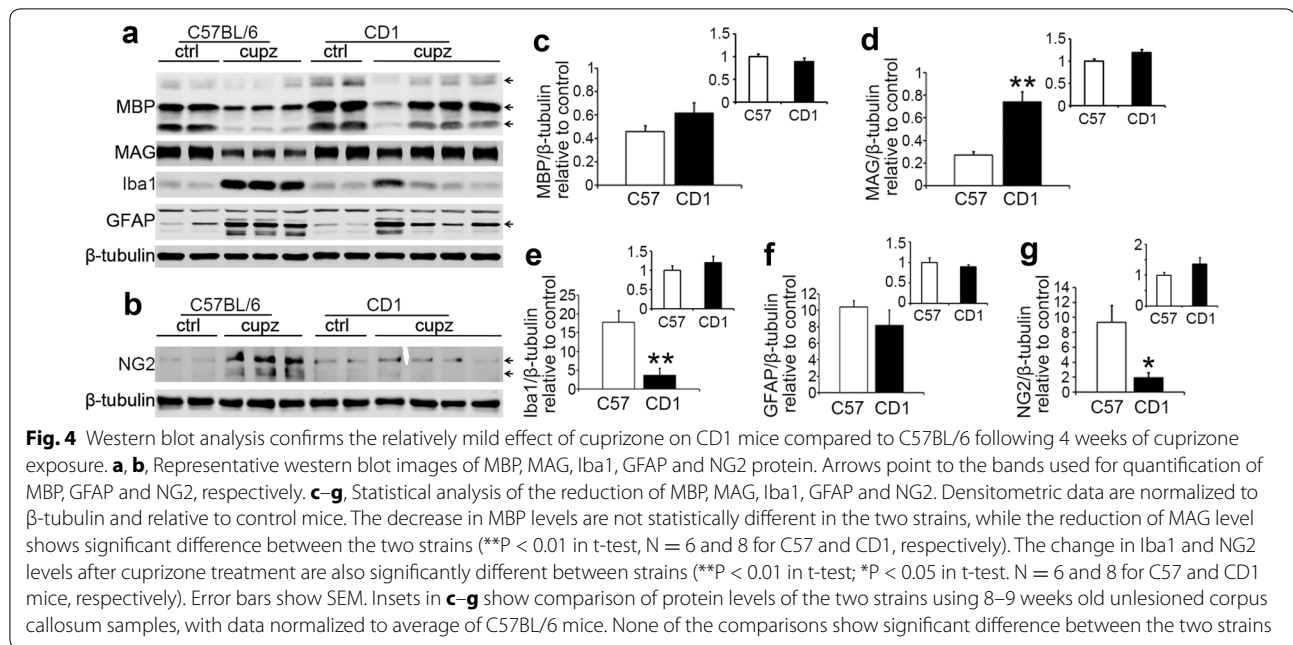 a
C57BL/6 CD1
ctrl cupz ctrl cupz
MBP
MAG
Iba1
GFAP
β-tubulin
b
C57BL/6 CD1
ctrl cupz ctrl cupz
NG2
β-tubulin
c
MBP/β-tubulin
relative to control
1
0.8
0.6
0.4
0.2
0
C57 CD1
1.5
1
0.5
0
C57 CD1
d
MAG/β-tubulin
relative to control
1
0.8
0.6
0.4
0.2
0
**
C57 CD1
1.5
1
0.5
0
C57 CD1
e
Iba1/β-tubulin
relative to control
25
20
15
10
5
0
**
C57 CD1
1.5
1
0.5
0
C57 CD1
f
GFAP/β-tubulin
relative to control
12
10
8
6
4
2
0
C57 CD1
1.5
1
0.5
0
C57 CD1
g
NG2/β-tubulin
relative to control
14
12
10
8
6
4
2
0
*
C57 CD1
2
1
0
C57 CD1
Fig. 4 Western blot analysis confirms the relatively mild effect of cuprizone on CD1 mice compared to C57BL/6 following 4 weeks of cuprizone
exposure. a, b, Representative western blot images of MBP, MAG, Iba1, GFAP and NG2 protein. Arrows point to the bands used for quantification of
MBP, GFAP and NG2, respectively. c–g, Statistical analysis of the reduction of MBP, MAG, Iba1, GFAP and NG2. Densitometric data are normalized to
β-tubulin and relative to control mice. The decrease in MBP levels are not statistically different in the two strains, while the reduction of MAG level
shows significant difference between the two strains (**P < 0.01 in t-test, N = 6 and 8 for C57 and CD1, respectively). The change in Iba1 and NG2
levels after cuprizone treatment are also significantly different between strains (**P < 0.01 in t-test; *P < 0.05 in t-test. N = 6 and 8 for C57 and CD1
mice, respectively). Error bars show SEM. Insets in c–g show comparison of protein levels of the two strains using 8–9 weeks old unlesioned corpus
callosum samples, with data normalized to average of C57BL/6 mice. None of the comparisons show significant difference between the two strains